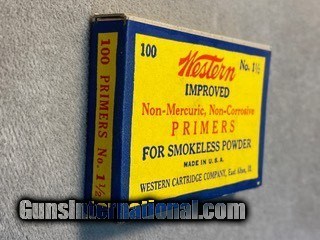 100 PRIMERS No. 1½
100 Western No. 1½
IMPROVED
Non-Mercuric, Non-Corrosive
PRIMERS
FOR SMOKELESS POWDER
MADE IN U.S.A.
WESTERN CARTRIDGE COMPANY, East Alton, Ill.
GunsInternational.com